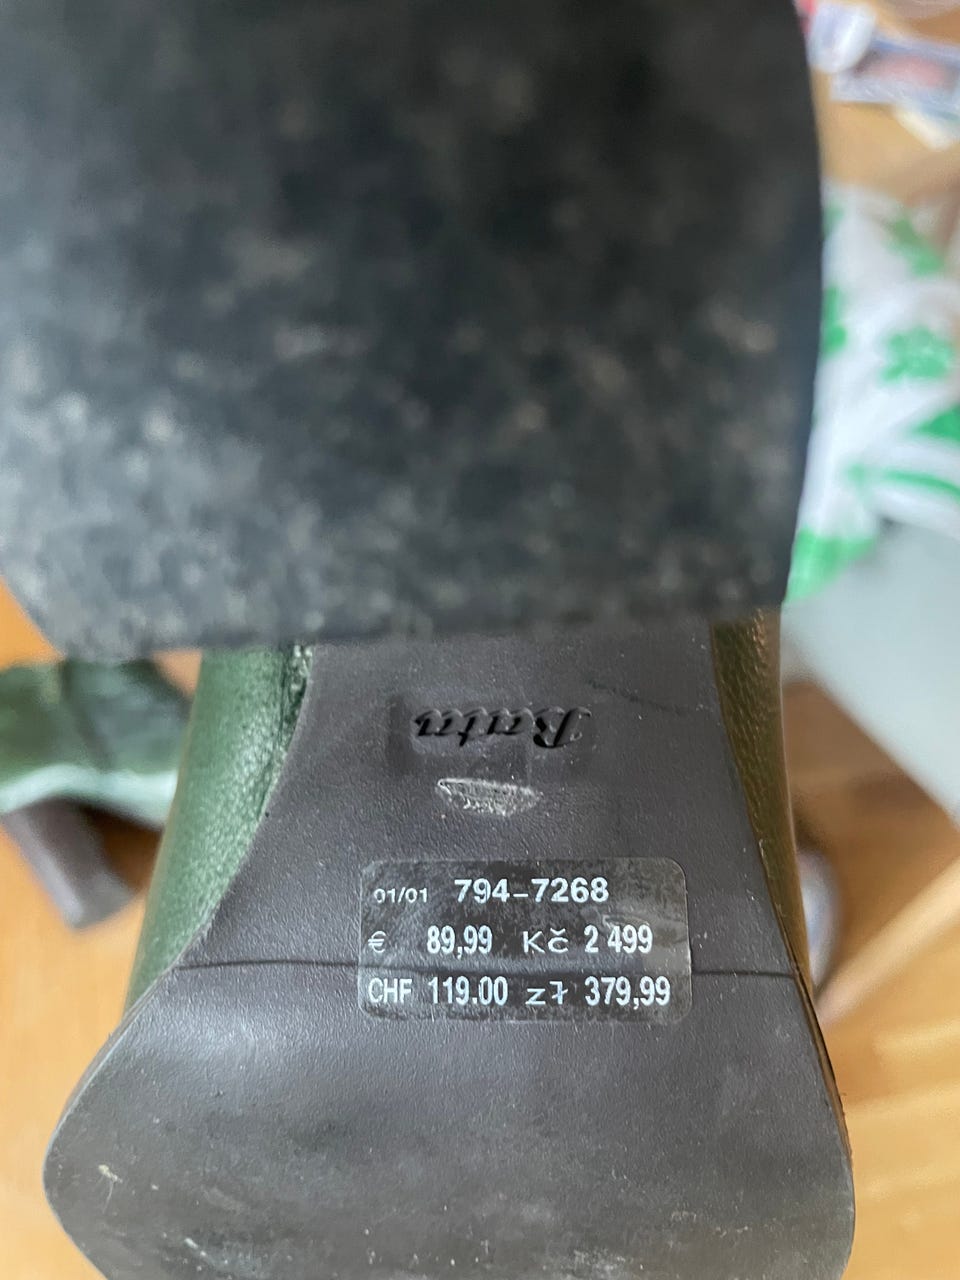 Bata
01/01 794-7268
€ 89,99 Kč 2 499
CHF 119.00 zł 379,99